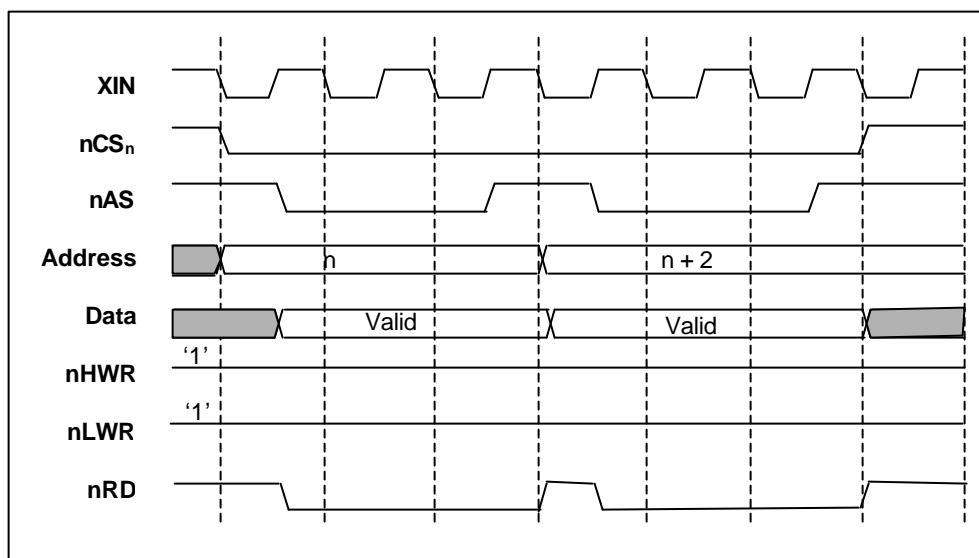 XIN
nCSn
nAS
Address n n + 2
Data Valid Valid
nHWR ‘1’
nLWR ‘1’
nRD